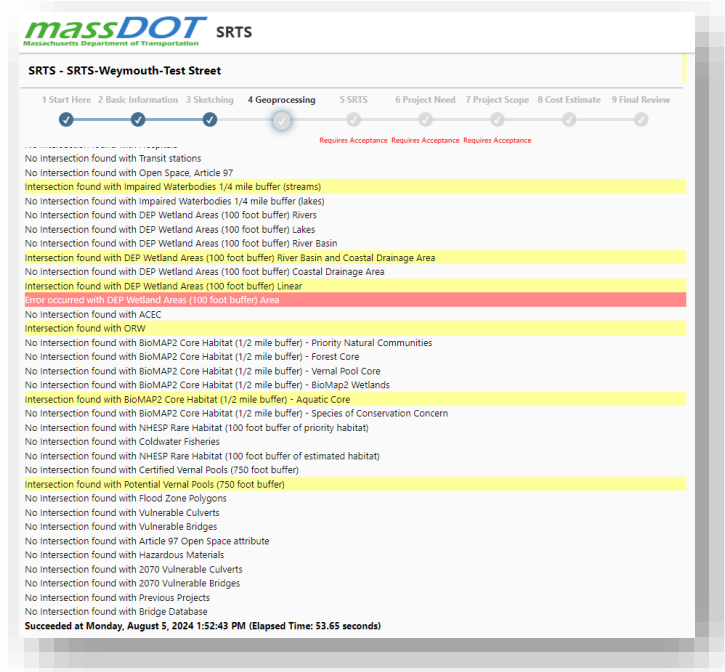 massDOT SRTS
Massachusetts Department of Transportation
SRTS - SRTS-Weymouth-Test Street
1 Start Here 2 Basic Information 3 Sketching 4 Geoprocessing 5 SRTS 6 Project Need 7 Project Scope 8 Cost Estimate 9 Final Review
Requires Acceptance Requires Acceptance Requires Acceptance
No Intersection found with Transit stations
No Intersection found with Open Space, Article 97
Intersection found with Impaired Waterbodies 1/4 mile buffer (streams)
No Intersection found with Impaired Waterbodies 1/4 mile buffer (lakes)
No Intersection found with DEP Wetland Areas (100 foot buffer) Rivers
No Intersection found with DEP Wetland Areas (100 foot buffer) Lakes
No Intersection found with DEP Wetland Areas (100 foot buffer) River Basin
Intersection found with DEP Wetland Areas (100 foot buffer) River Basin and Coastal Drainage Area
No Intersection found with DEP Wetland Areas (100 foot buffer) Coastal Drainage Area
Intersection found with DEP Wetland Areas (100 foot buffer) Linear
Error occurred with DEP Wetland Areas (100 foot buffer) Area
No Intersection found with ACEC
Intersection found with ORW
No Intersection found with BioMAP2 Core Habitat (1/2 mile buffer) - Priority Natural Communities
No Intersection found with BioMAP2 Core Habitat (1/2 mile buffer) - Forest Core
No Intersection found with BioMAP2 Core Habitat (1/2 mile buffer) - Vernal Pool Core
No Intersection found with BioMAP2 Core Habitat (1/2 mile buffer) - BioMap2 Wetlands
Intersection found with BioMAP2 Core Habitat (1/2 mile buffer) - Aquatic Core
No Intersection found with BioMAP2 Core Habitat (1/2 mile buffer) - Species of Conservation Concern
No Intersection found with NHESP Rare Habitat (100 foot buffer of priority habitat)
No Intersection found with Coldwater Fisheries
No Intersection found with NHESP Rare Habitat (100 foot buffer of estimated habitat)
No Intersection found with Certified Vernal Pools (750 foot buffer)
Intersection found with Potential Vernal Pools (750 foot buffer)
No Intersection found with Flood Zone Polygons
No Intersection found with Vulnerable Culverts
No Intersection found with Vulnerable Bridges
No Intersection found with Article 97 Open Space attribute
No Intersection found with Hazardous Materials
No Intersection found with 2070 Vulnerable Culverts
No Intersection found with 2070 Vulnerable Bridges
No Intersection found with Previous Projects
No Intersection found with Bridge Database
Succeeded at Monday, August 5, 2024 1:52:43 PM (Elapsed Time: 53.65 seconds)